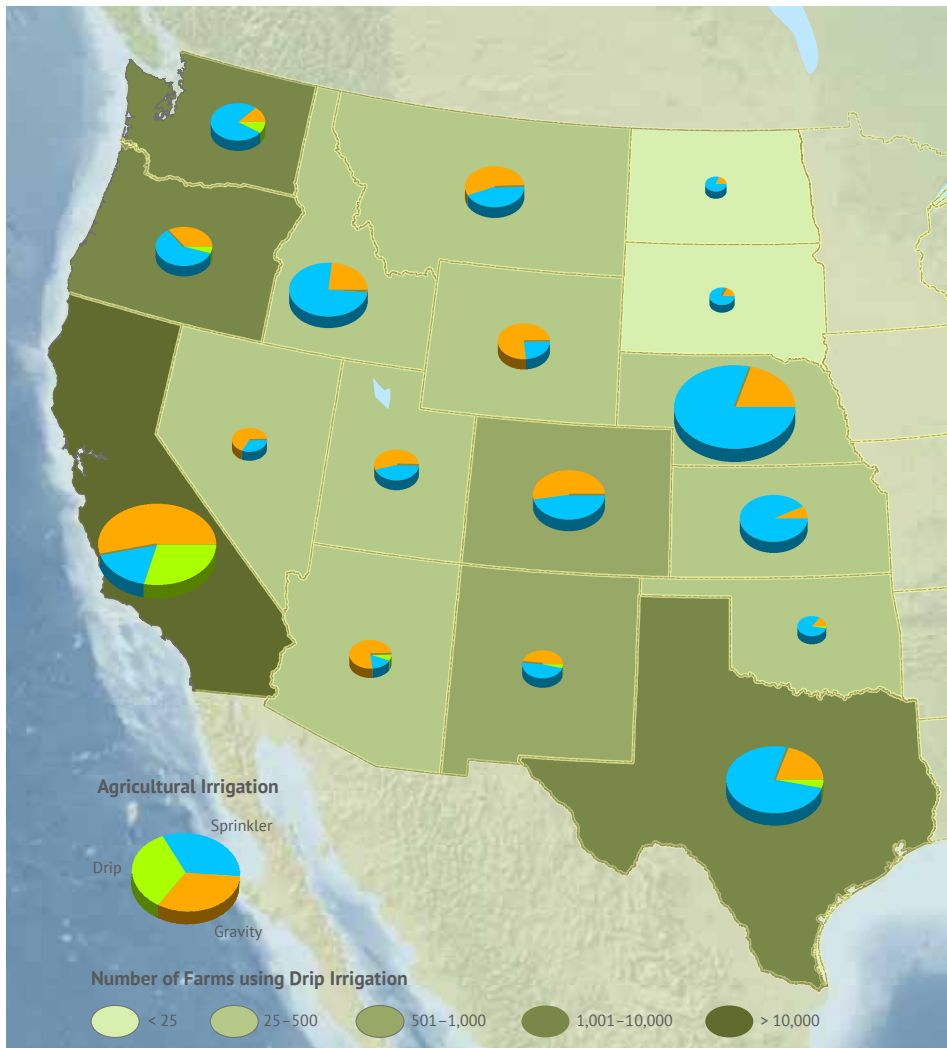 Agricultural Irrigation
Sprinkler
Drip
Gravity
Number of Farms using Drip Irrigation
< 25 25–500 501–1,000 1,001–10,000 > 10,000